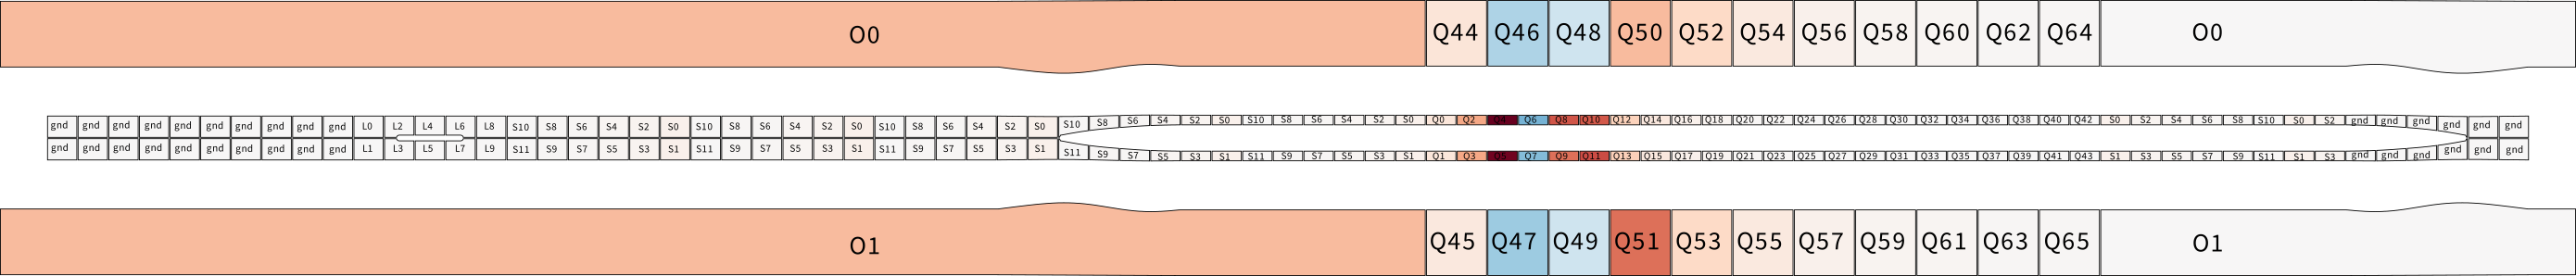 O0 Q44 Q46 Q48 Q50 Q52 Q54 Q56 Q58 Q60 Q62 Q64 O0
gnd gnd gnd gnd gnd gnd gnd gnd gnd gnd L0 L2 L4 L6 L8 S10 S8 S6 S4 S2 S0 S10 S8 S6 S4 S2 S0 S10 S8 S6 S4 S2 S0 S10 S8 S6 S4 S2 S0 S10 S8 S6 S4 S2 S0 Q0 Q2 Q4 Q6 Q8 Q10 Q12 Q14 Q16 Q18 Q20 Q22 Q24 Q26 Q28 Q30 Q32 Q34 Q36 Q38 Q40 Q42 S0 S2 S4 S6 S8 S10 S0 S2 gnd gnd gnd gnd gnd gnd
gnd gnd gnd gnd gnd gnd gnd gnd gnd gnd L1 L3 L5 L7 L9 S11 S9 S7 S5 S3 S1 S11 S9 S7 S5 S3 S1 S11 S9 S7 S5 S3 S1 S11 S9 S7 S5 S3 S1 S11 S9 S7 S5 S3 S1 Q1 Q3 Q5 Q7 Q9 Q11 Q13 Q15 Q17 Q19 Q21 Q23 Q25 Q27 Q29 Q31 Q33 Q35 Q37 Q39 Q41 Q43 S1 S3 S5 S7 S9 S11 S1 S3 gnd gnd gnd gnd gnd gnd
O1 Q45 Q47 Q49 Q51 Q53 Q55 Q57 Q59 Q61 Q63 Q65 O1